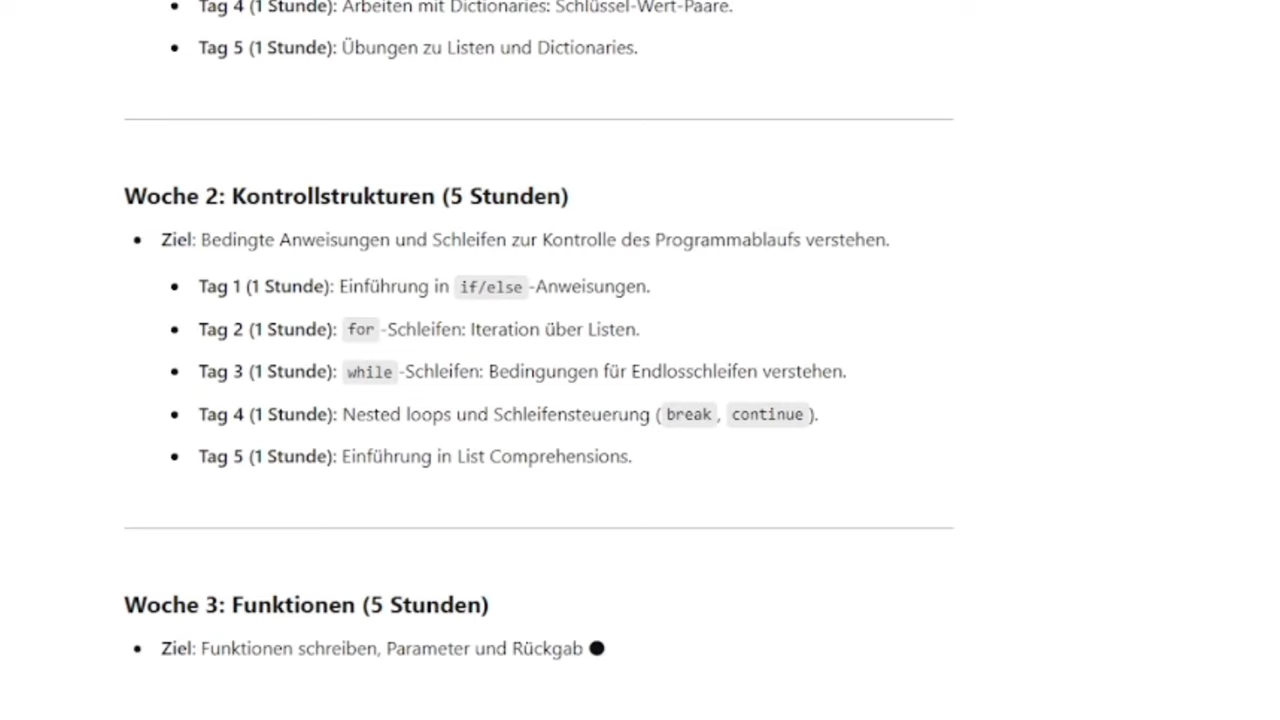 Tag 4 (1 Stunde): Arbeiten mit Dictionaries: Schlüssel-Wert-Paare.
Tag 5 (1 Stunde): Übungen zu Listen und Dictionaries.
Woche 2: Kontrollstrukturen (5 Stunden)
Ziel: Bedingte Anweisungen und Schleifen zur Kontrolle des Programmablaufs verstehen.
Tag 1 (1 Stunde): Einführung in if/else-Anweisungen.
Tag 2 (1 Stunde): for-Schleifen: Iteration über Listen.
Tag 3 (1 Stunde): while-Schleifen: Bedingungen für Endlosschleifen verstehen.
Tag 4 (1 Stunde): Nested loops und Schleifensteuerung (break, continue).
Tag 5 (1 Stunde): Einführung in List Comprehensions.
Woche 3: Funktionen (5 Stunden)
Ziel: Funktionen schreiben, Parameter und Rückgab